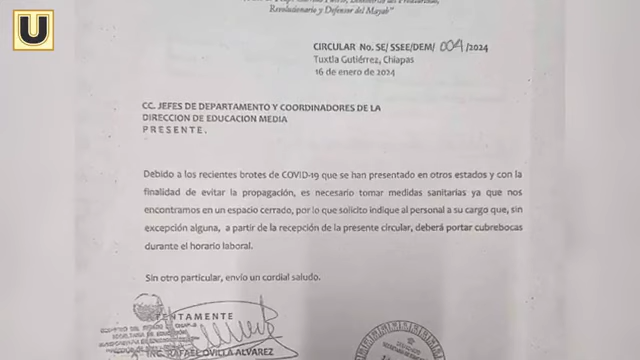 U
Revolucionario y Defensor del Mayab"
CIRCULAR No. SE/SSEE/DEM/ 004 /2024
Tuxtla Gutiérrez, Chiapas
16 de enero de 2024
CC. JEFES DE DEPARTAMENTO Y COORDINADORES DE LA
DIRECCION DE EDUCACION MEDIA
PRESENTE.
Debido a los recientes brotes de COVID-19 que se han presentado en otros estados y con la
finalidad de evitar la propagación, es necesario tomar medidas sanitarias ya que nos
encontramos en un espacio cerrado, por lo que solicito indique al personal a su cargo que, sin
excepción alguna, a partir de la recepción de la presente circular, deberá portar cubrebocas
durante el horario laboral.
Sin otro particular, envío un cordial saludo.
ATENTAMENTE
ING. RAFAEL OVILLA ALVAREZ